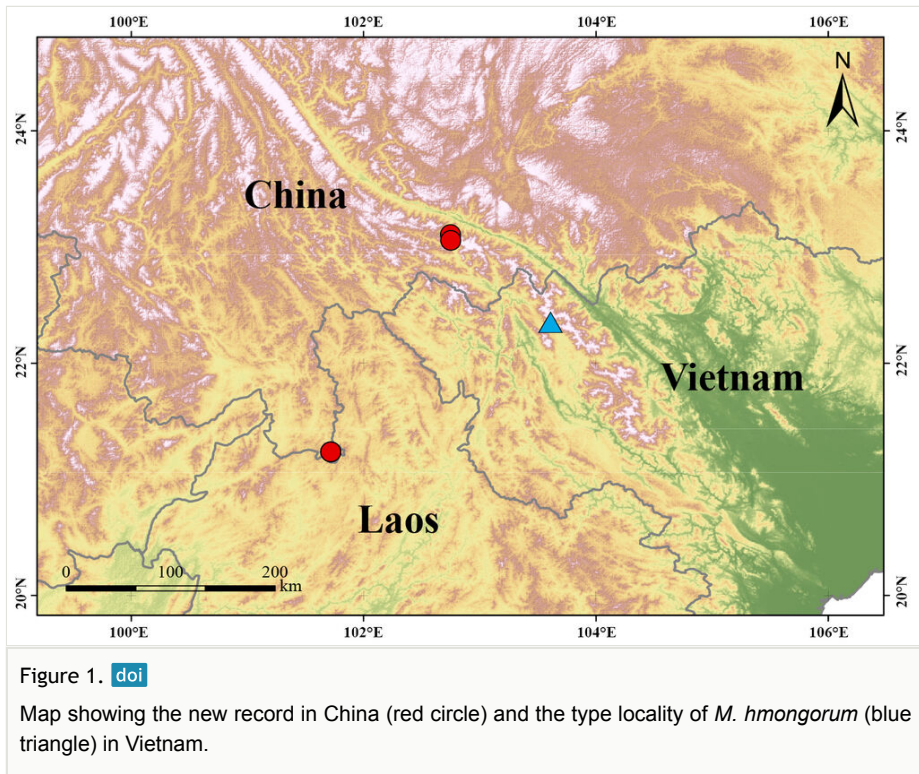 100°E 102°E 104°E 106°E
N
24°N 24°N
China
22°N 22°N
Vietnam
Laos
0 100 200
km
20°N 20°N
100°E 102°E 104°E 106°E
Figure 1. doi
Map showing the new record in China (red circle) and the type locality of M. hmongorum (blue
triangle) in Vietnam.